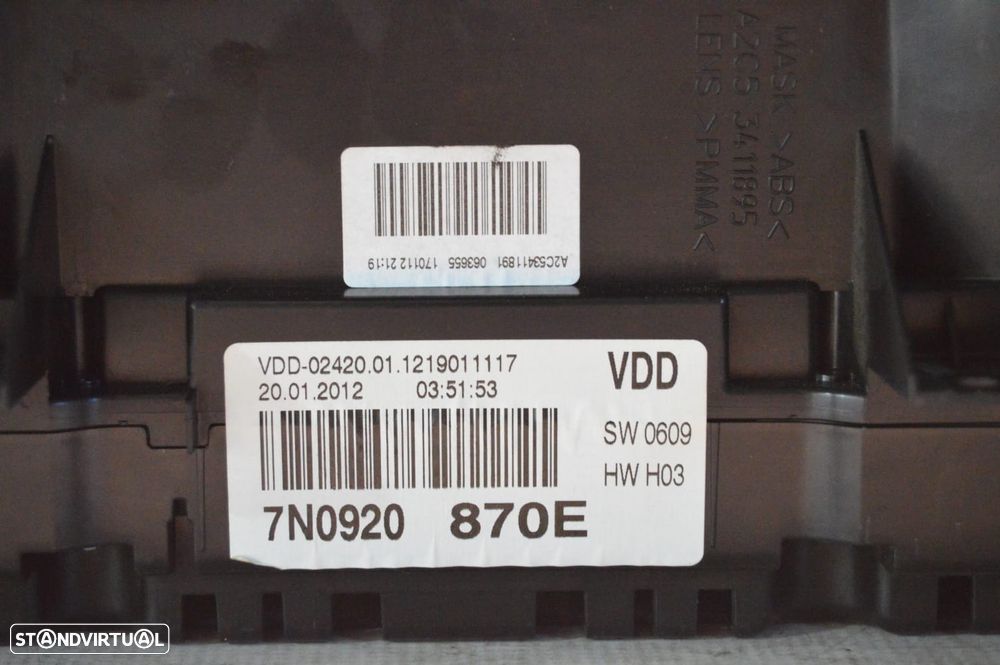 MASK >ABS<
A2C5 3411895
LENS >PMMA<
A2C53411891 063655 170112 21:19
VDD-02420.01.1219011117
20.01.2012 03:51:53
VDD
SW 0609
HW H03
7N0920 870E
STANDVIRTUAL